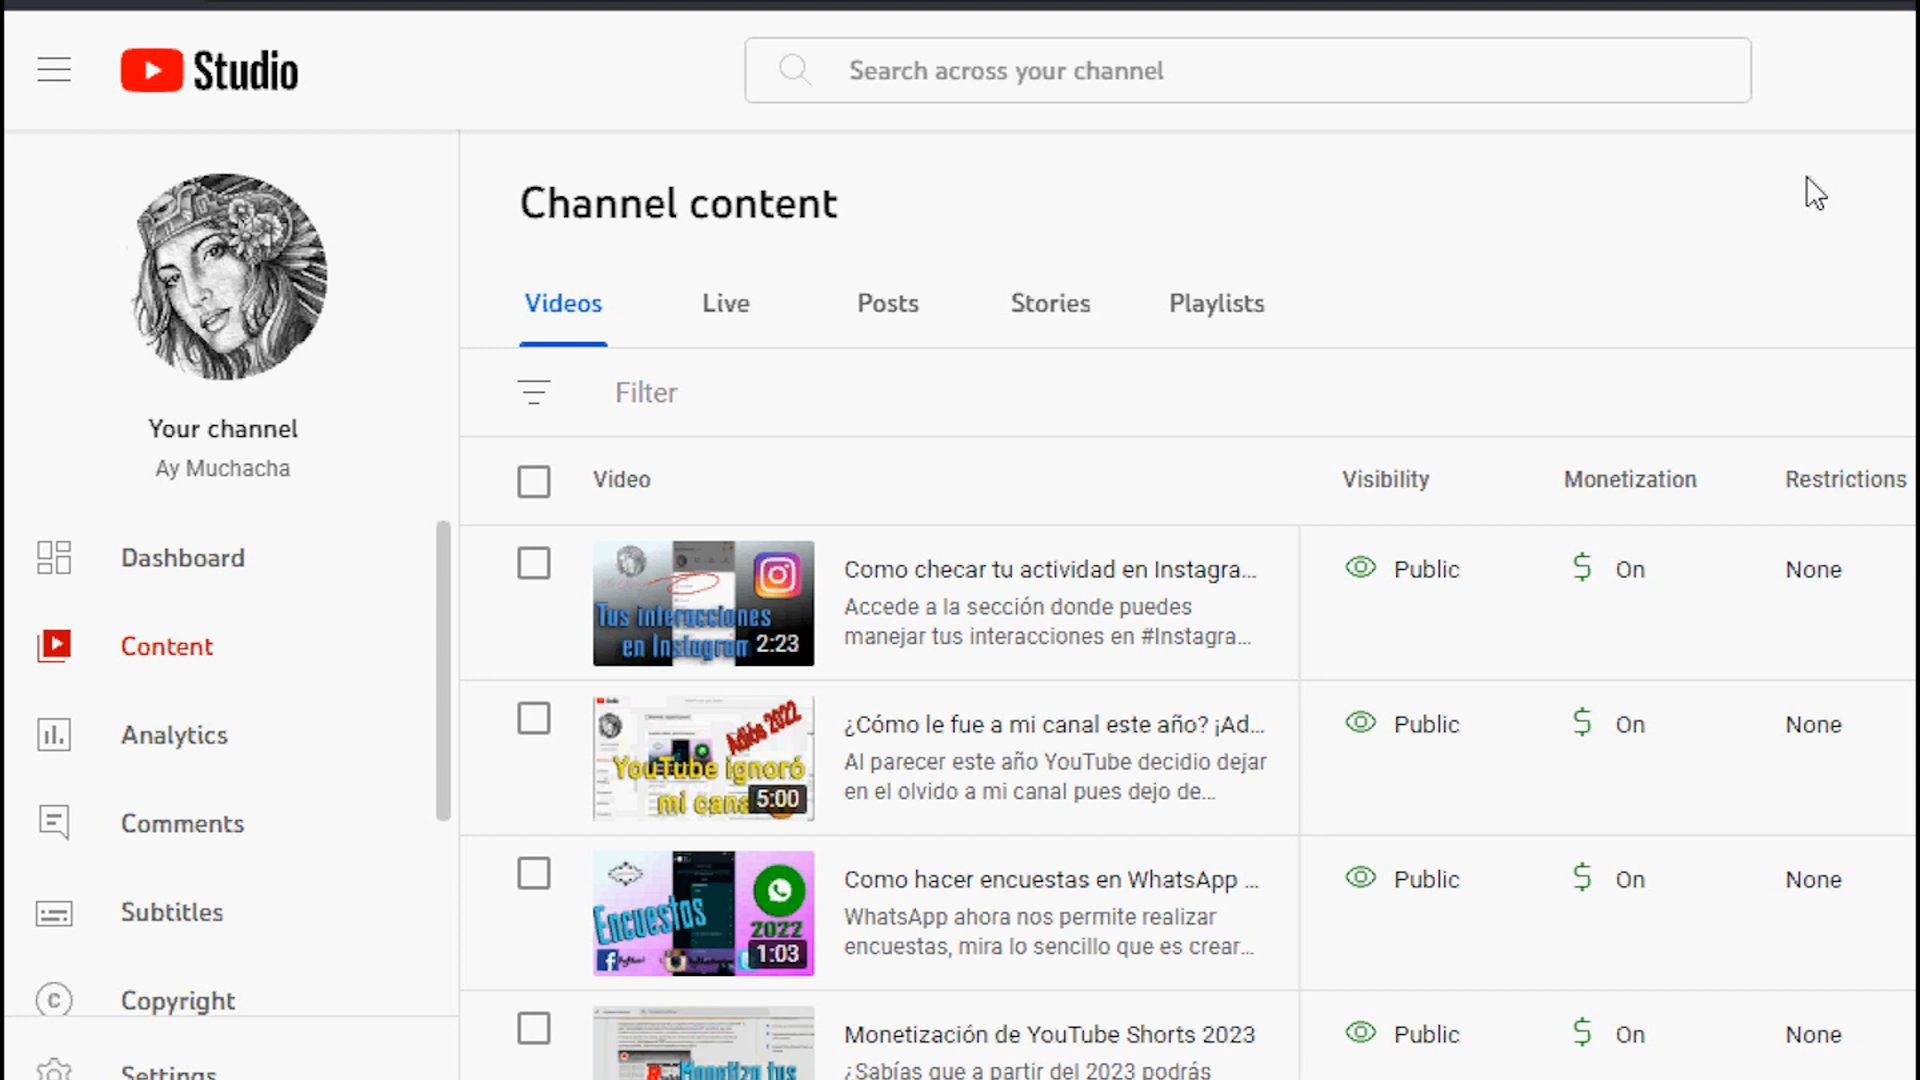 Studio
Search across your channel
Channel content
Videos
Live
Posts
Stories
Playlists
Filter
Your channel
Ay Muchacha
Dashboard
Content
Analytics
Comments
Subtitles
Copyright
Settings
Video
Visibility
Monetization
Restrictions
Tus interacciones
en Instagram
2:23
Como checar tu actividad en Instagra...
Accede a la sección donde puedes
manejar tus interacciones en #Instagra...
Public
On
None
Adiós 2022
YouTube ignoró
mi cana
5:00
¿Cómo le fue a mi canal este año? ¡Ad...
Al parecer este año YouTube decidio dejar
en el olvido a mi canal pues dejo de...
Public
On
None
Encuestas
2022
1:03
Como hacer encuestas en WhatsApp ...
WhatsApp ahora nos permite realizar
encuestas, mira lo sencillo que es crear...
Public
On
None
Monetiza tus
Monetización de YouTube Shorts 2023
¿Sabías que a partir del 2023 podrás
Public
On
None